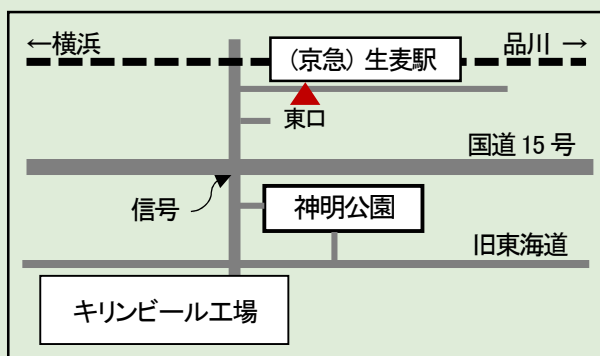 ←横浜
品川 →
（京急）生麦駅
東口
国道 15 号
信号
神明公園
旧東海道
キリンビール工場